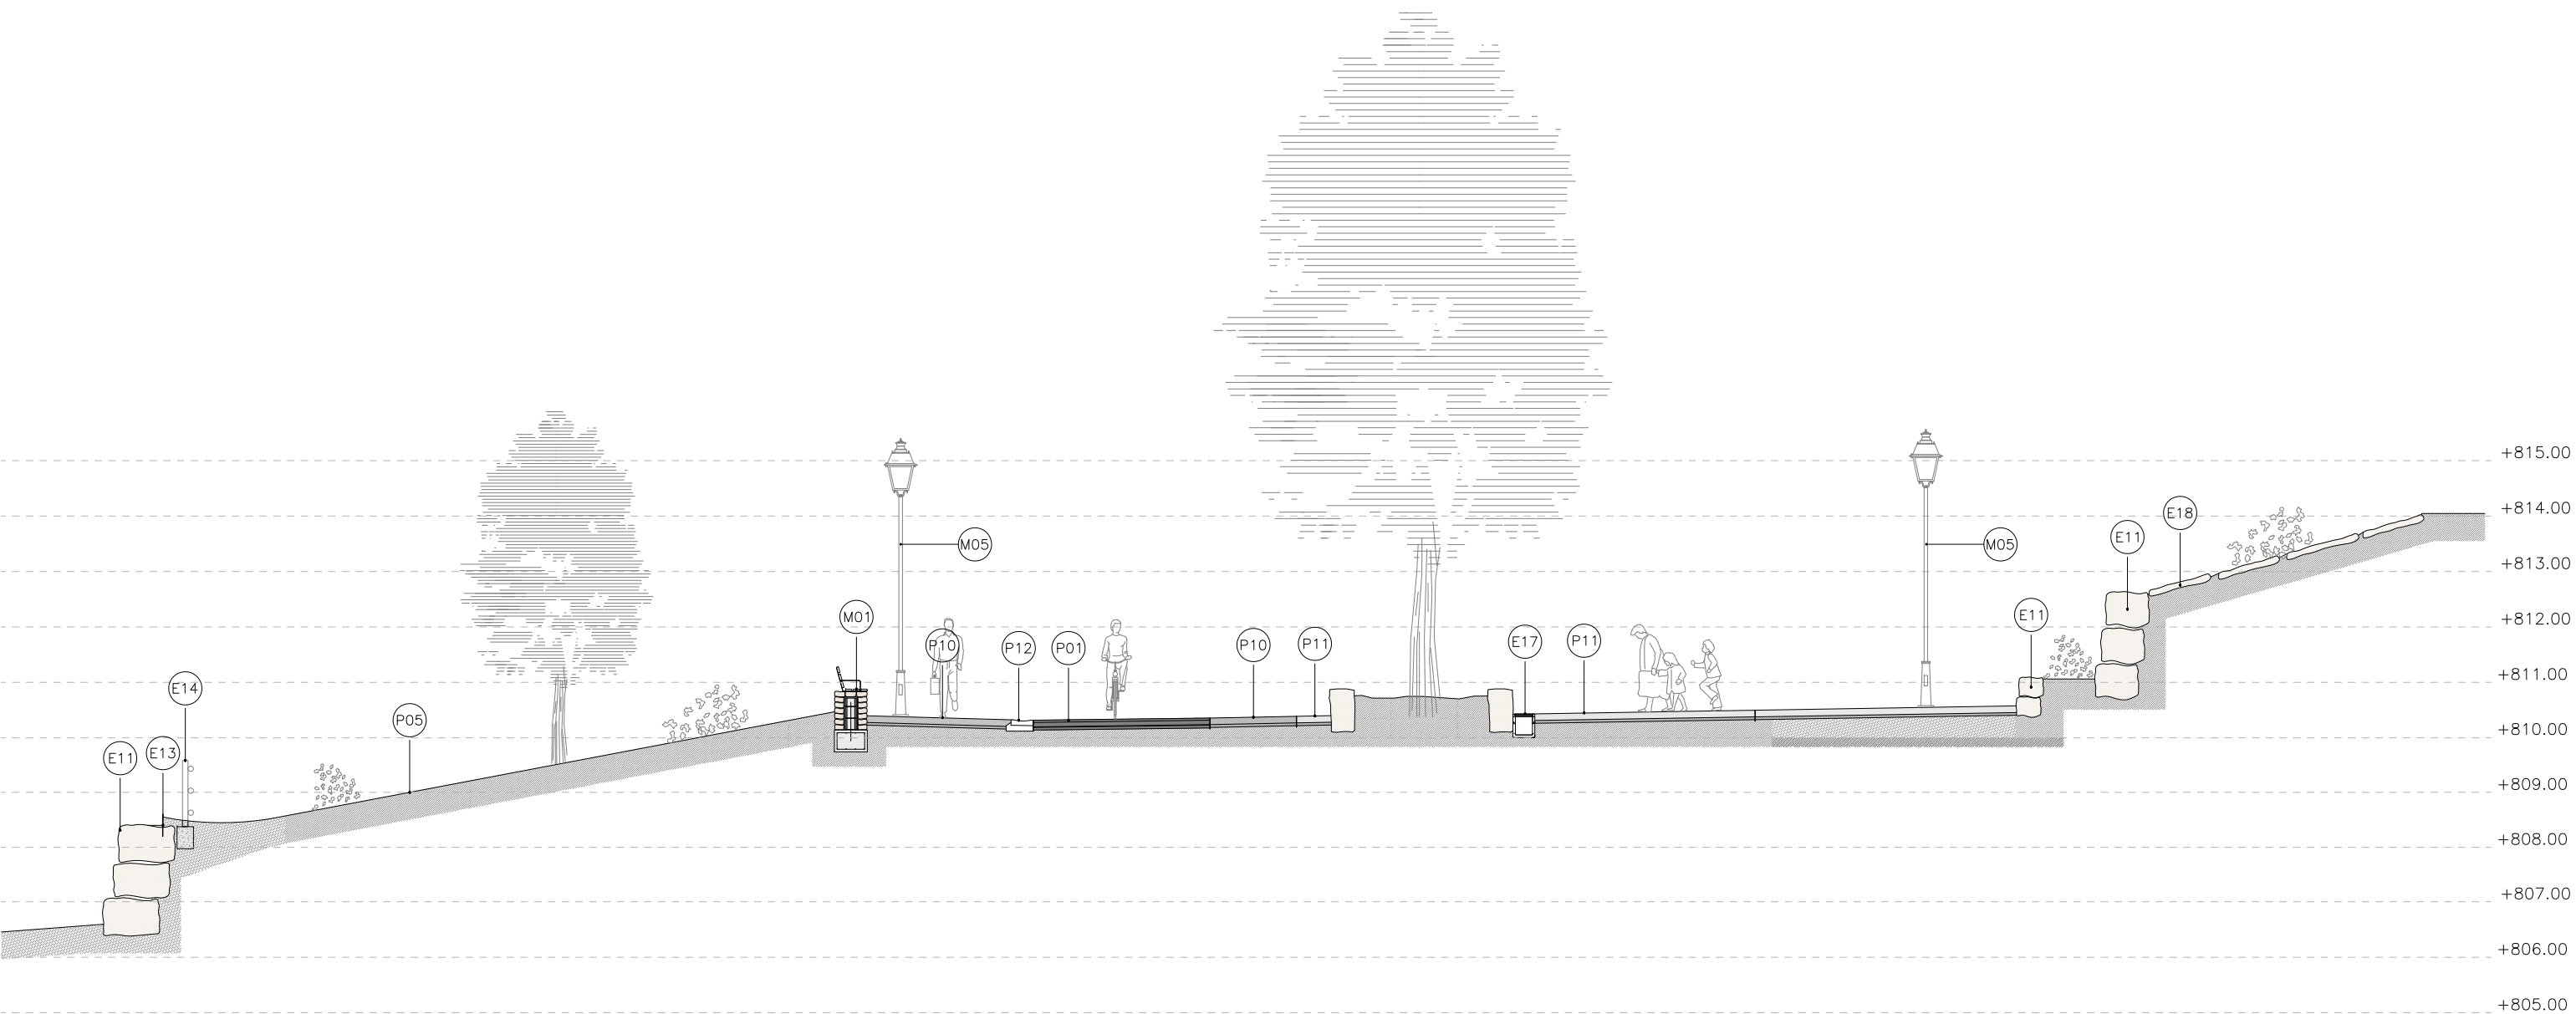 +815.00
+814.00
E18
E11
M05
M05
+813.00
+812.00
M01
E11
P10
P12
P01
P10
P11
E17
P11
+811.00
E14
+810.00
P05
E11
E13
+809.00
+808.00
+807.00
+806.00
+805.00